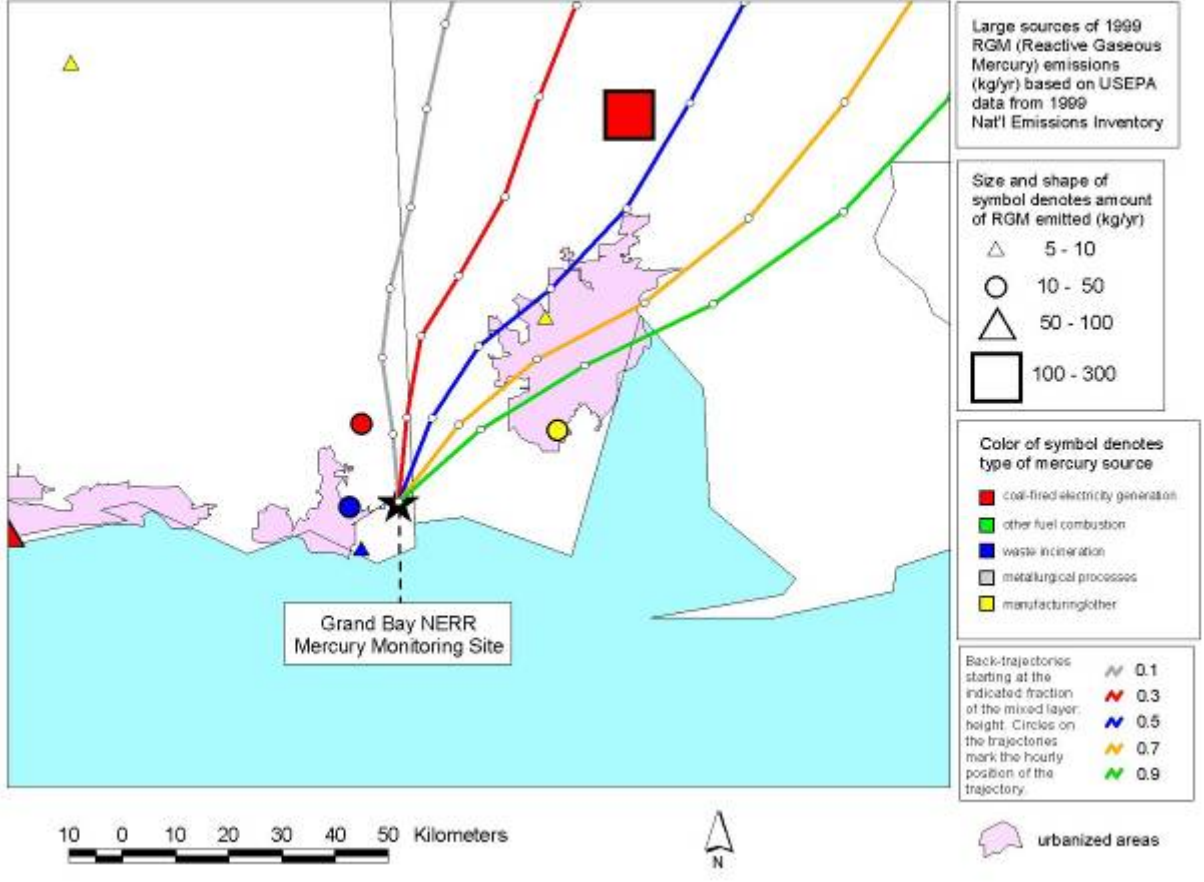 Large sources of 1999
RGM (Reactive Gaseous
Mercury) emissions
(kg/yr) based on USEPA
data from 1999
Nat'l Emissions Inventory
Size and shape of
symbol denotes amount
of RGM emitted (kg/yr)
5 - 10
10 - 50
50 - 100
100 - 300
Color of symbol denotes
type of mercury source
coal-fired electricity generation
other fuel combustion
waste incineration
metallurgical processes
manufacturing/other
Grand Bay NERR
Mercury Monitoring Site
Back-trajectories
starting at the
indicated fraction
of the mixed layer
height. Circles on
the trajectories
mark the hourly
position of the
trajectory.
0.1
0.3
0.5
0.7
0.9
10 0 10 20 30 40 50 Kilometers
N
urbanized areas